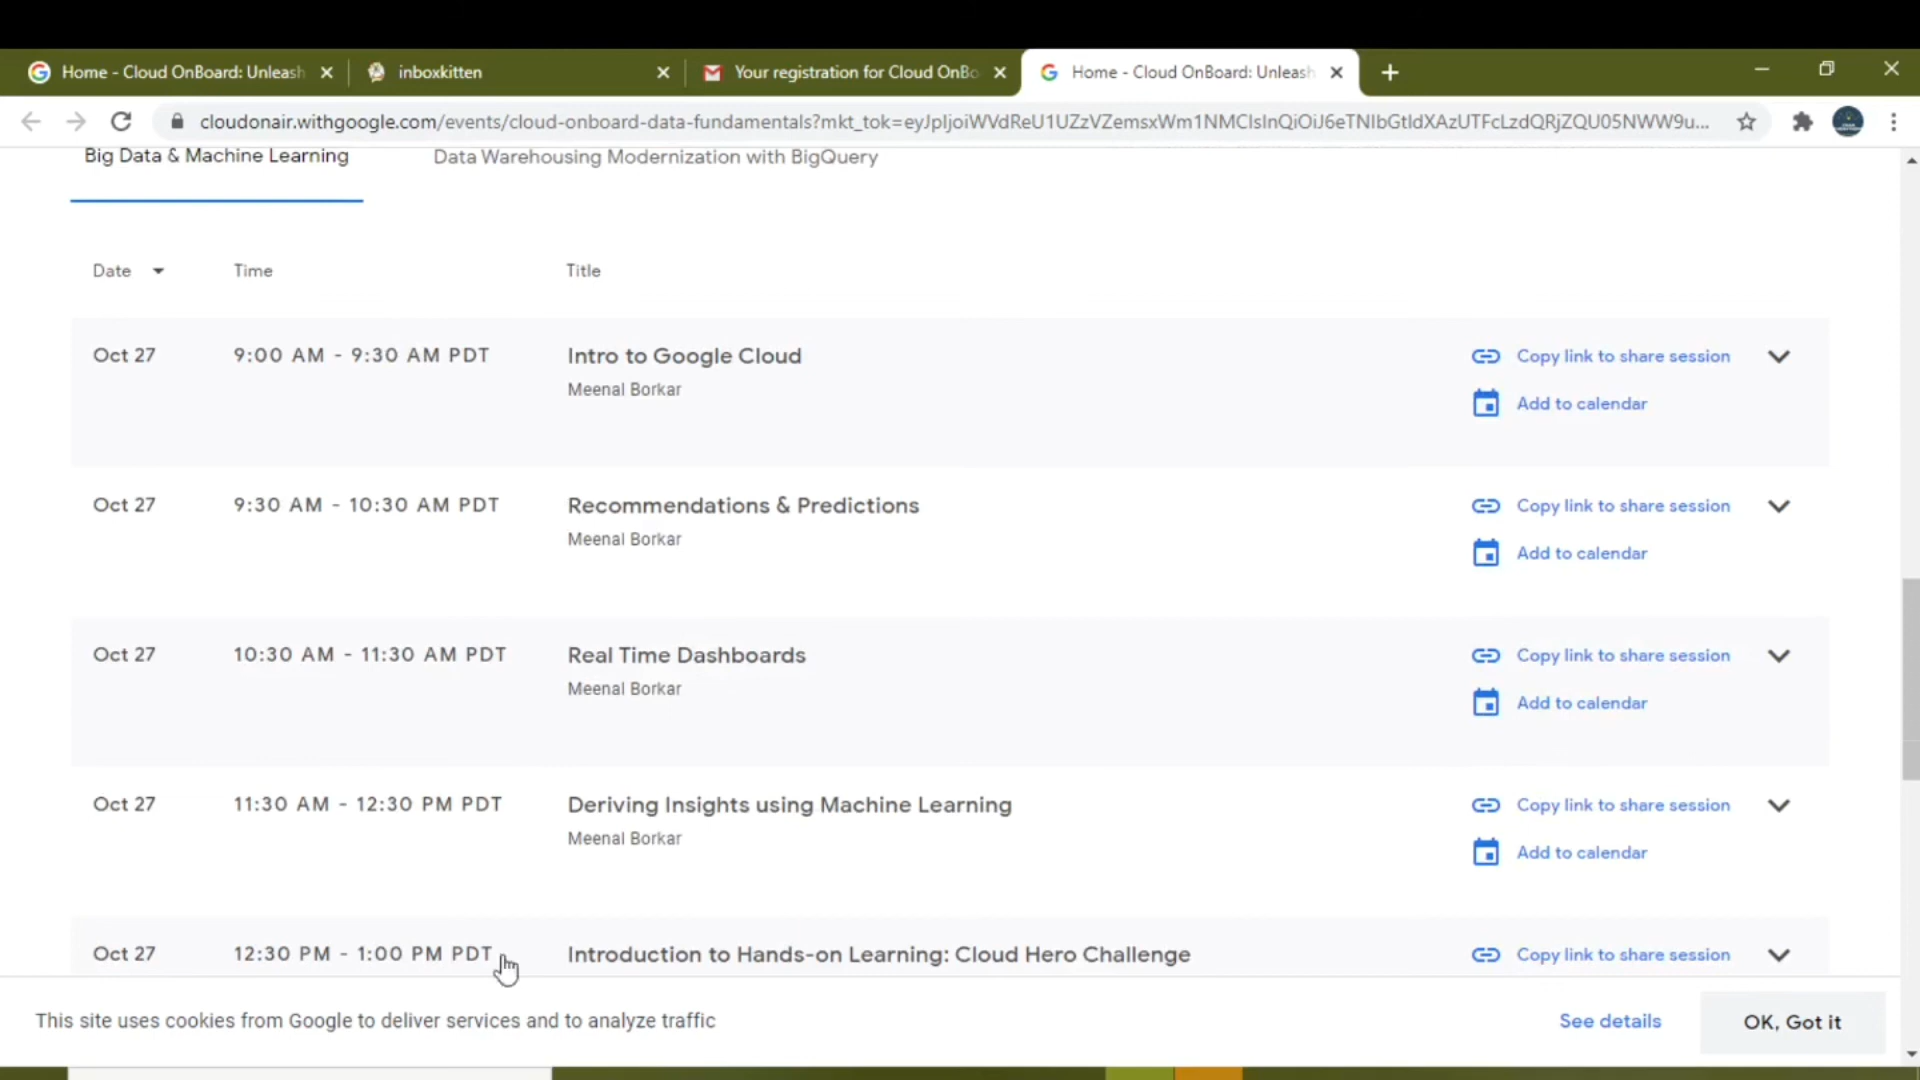 Home - Cloud OnBoard: Unleash
inboxkitten
Your registration for Cloud OnBo
Home - Cloud OnBoard: Unleash
cloudonair.withgoogle.com/events/cloud-onboard-data-fundamentals?mkt_tok=
Big Data & Machine Learning
Data Warehousing Modernization with BigQuery
Date Time Title
Oct 27 9:00 AM - 9:30 AM PDT Intro to Google Cloud Copy link to share session
Meenal Borkar
Add to calendar
Oct 27 9:30 AM - 10:30 AM PDT Recommendations & Predictions Copy link to share session
Meenal Borkar
Add to calendar
Oct 27 10:30 AM - 11:30 AM PDT Real Time Dashboards Copy link to share session
Meenal Borkar
Add to calendar
Oct 27 11:30 AM - 12:30 PM PDT Deriving Insights using Machine Learning Copy link to share session
Meenal Borkar
Add to calendar
Oct 27 12:30 PM - 1:00 PM PDT Introduction to Hands-on Learning: Cloud Hero Challenge Copy link to share session
This site uses cookies from Google to deliver services and to analyze traffic See details OK, Got it